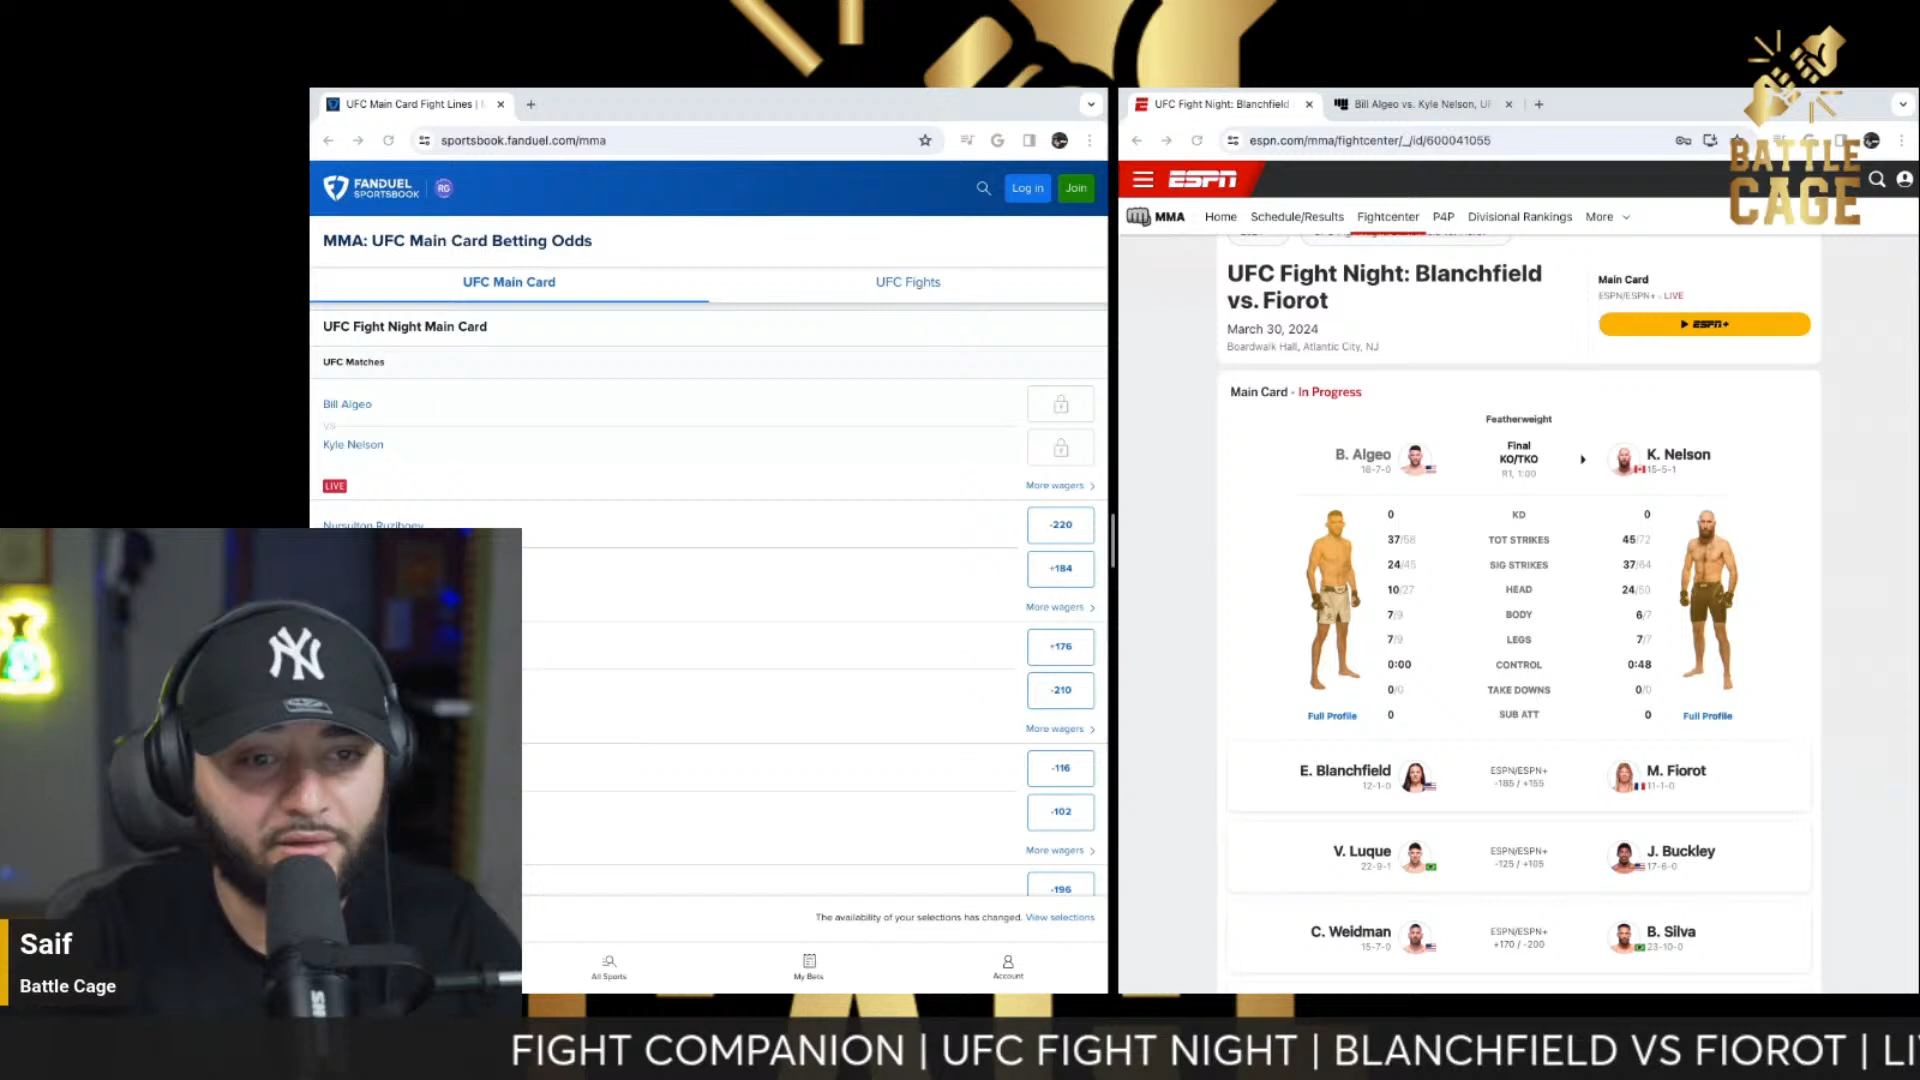 UFC Main Card Fight Lines |
sportsbook.fanduel.com/mma
FANDUEL
SPORTSBOOK
RG
Log in
Join
MMA: UFC Main Card Betting Odds
UFC Main Card
UFC Fights
UFC Fight Night Main Card
UFC Matches
Bill Algeo
VS
Kyle Nelson
LIVE
More wagers
Nursulton Ruziboev
-220
+184
More wagers
+176
-210
More wagers
-116
-102
More wagers
-196
The availability of your selections has changed. View selections
All Sports
My Bets
Account
UFC Fight Night: Blanchfield
Bill Algeo vs. Kyle Nelson, UF
espn.com/mma/fightcenter/_/id/600041055
ESPN
MMA
Home
Schedule/Results
Fightcenter
P4P
Divisional Rankings
More
UFC Fight Night: Blanchfield
vs. Fiorot
March 30, 2024
Boardwalk Hall, Atlantic City, NJ
Main Card
ESPN/ESPN+ - LIVE
ESPN+
Main Card - In Progress
Featherweight
B. Algeo
18-7-0
Final
KO/TKO
R1, 1:00
K. Nelson
15-5-1
0 KD 0
37/58 TOT STRIKES 45/72
24/45 SIG STRIKES 37/64
10/27 HEAD 24/50
7/9 BODY 6/7
7/9 LEGS 7/7
0:00 CONTROL 0:48
0/0 TAKE DOWNS 0/0
Full Profile 0 SUB ATT 0 Full Profile
E. Blanchfield
12-1-0
ESPN/ESPN+
-185 / +155
M. Fiorot
11-1-0
V. Luque
22-9-1
ESPN/ESPN+
-125 / +105
J. Buckley
17-6-0
C. Weidman
15-7-0
ESPN/ESPN+
+170 / -200
B. Silva
23-10-0
BATTLE
CAGE
NY
Saif
Battle Cage
FIGHT COMPANION | UFC FIGHT NIGHT | BLANCHFIELD VS FIOROT | LI